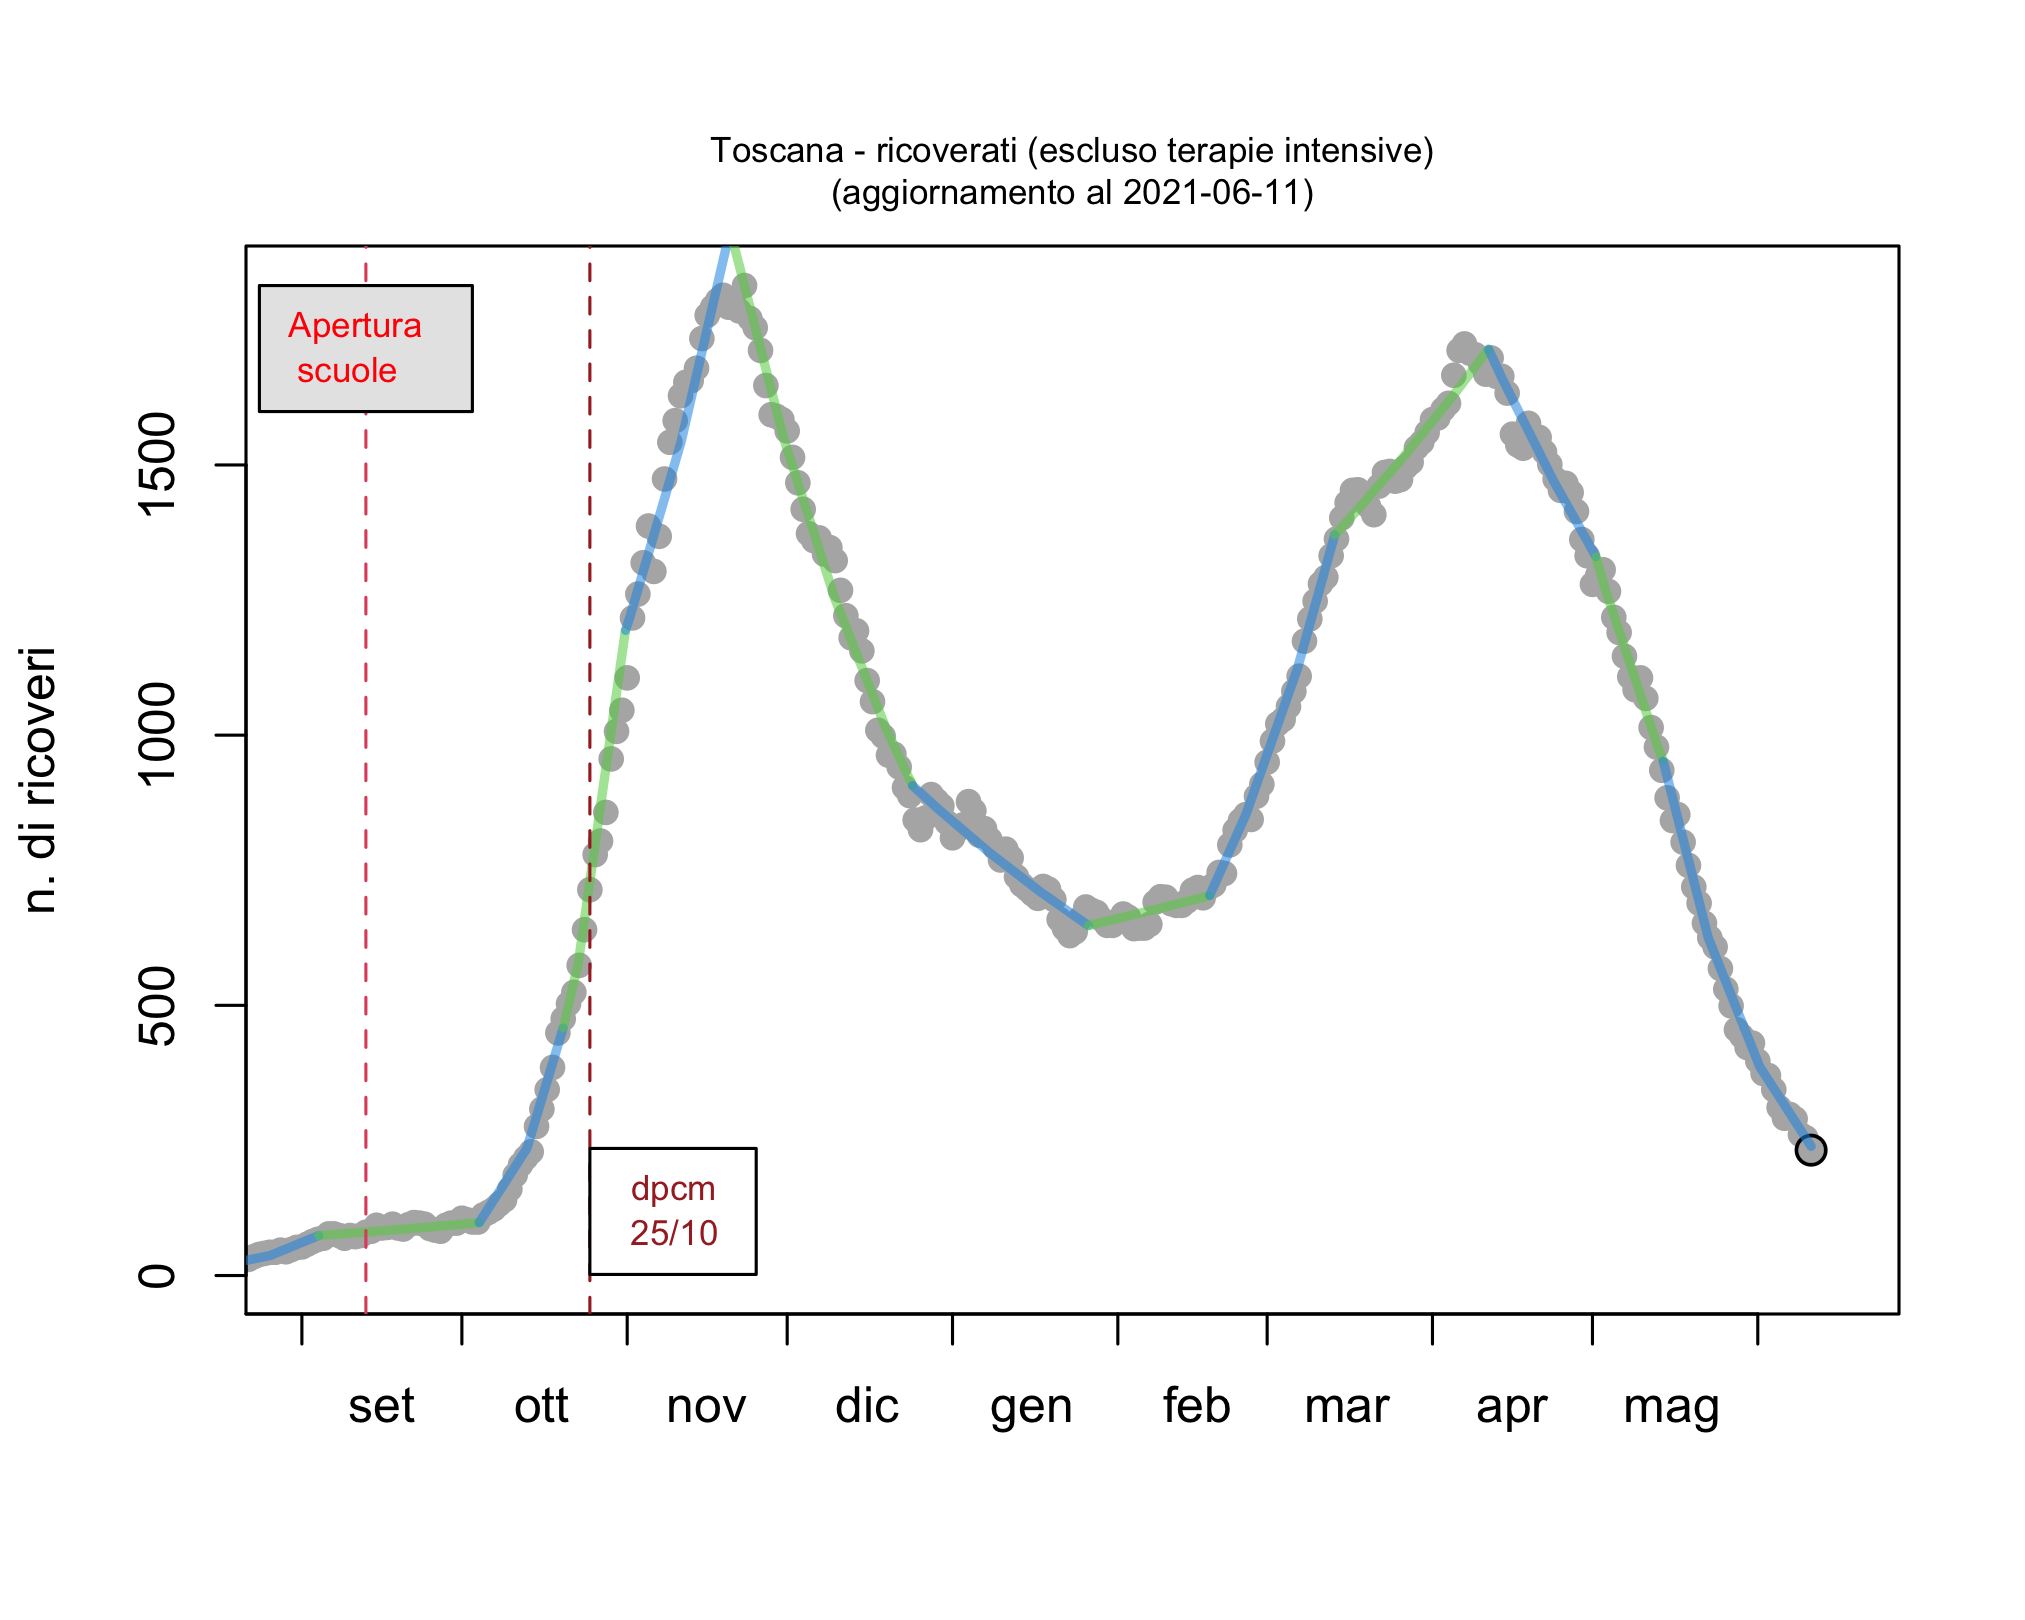 Toscana - ricoverati (escluso terapie intensive)
(aggiornamento al 2021-06-11)
Apertura
scuole
n. di ricoveri
1500
1000
500
0
dpcm
25/10
set ott nov dic gen feb mar apr mag